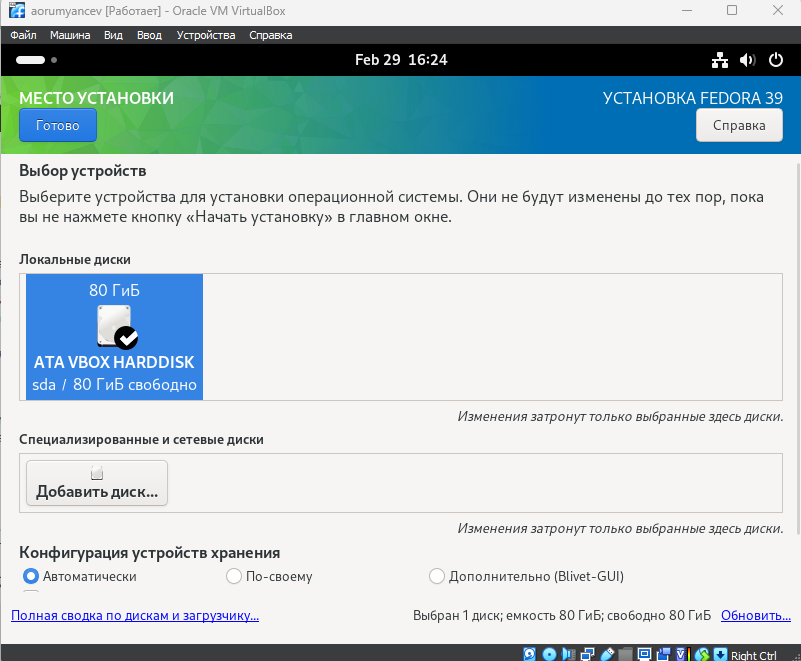 aorumyancev [Работает] - Oracle VM VirtualBox
Файл Машина Вид Ввод Устройства Справка
Feb 29 16:24
МЕСТО УСТАНОВКИ
УСТАНОВКА FEDORA 39
Готово
Справка
Выбор устройств
Выберите устройства для установки операционной системы. Они не будут изменены до тех пор, пока
вы не нажмете кнопку «Начать установку» в главном окне.
Локальные диски
80 ГиБ
ATA VBOX HARDDISK
sda / 80 ГиБ свободно
Изменения затронут только выбранные здесь диски.
Специализированные и сетевые диски
Добавить диск...
Изменения затронут только выбранные здесь диски.
Конфигурация устройств хранения
Автоматически
По-своему
Дополнительно (Blivet-GUI)
Полная сводка по дискам и загрузчику...
Выбран 1 диск; емкость 80 ГиБ; свободно 80 ГиБ
Обновить...
Right Ctrl